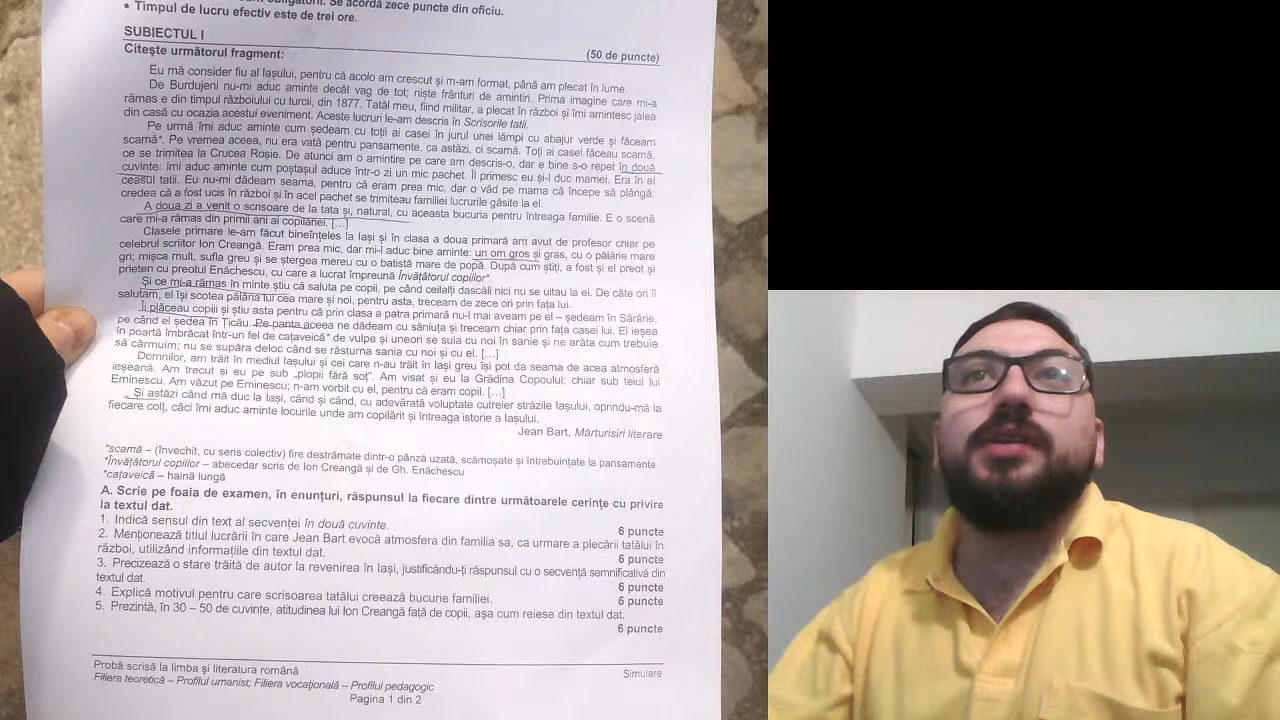 obligatorii. Se acordă zece puncte din oficiu.
• Timpul de lucru efectiv este de trei ore.
SUBIECTUL I (50 de puncte)
Citește următorul fragment:
Eu mă consider fiu al Iașului, pentru că acolo am crescut și m-am format, până am plecat în lume.
De Burdujeni nu-mi aduc aminte decât vag de tot; niște frânturi de amintiri. Prima imagine care mi-a
rămas e din timpul războiului cu turcii, din 1877. Tatăl meu, fiind militar, a plecat în război și îmi amintesc jalea
din casă cu ocazia acestui eveniment. Aceste lucruri le-am descris în Scrisorile tatii.
Pe urmă îmi aduc aminte cum ședeam cu toții ai casei în jurul unei lămpi cu abajur verde și făceam
scamă*. Pe vremea aceea, nu era vată pentru pansamente, ca astăzi, ci scamă. Toți ai casei făceau scamă,
ce se trimitea la Crucea Roșie. De atunci am o amintire pe care am descris-o, dar e bine s-o repet în două
cuvinte: îmi aduc aminte cum poștașul aduce într-o zi un mic pachet. Îl primesc eu și-l duc mamei. Era în el
ceasul tatii. Eu nu-mi dădeam seama, pentru că eram prea mic, dar o văd pe mama că începe să plângă:
credea că a fost ucis în război și în acel pachet se trimiteau familiei lucrurile găsite la el.
A doua zi a venit o scrisoare de la tata și, natural, cu aceasta bucuria pentru întreaga familie. E o scenă
care mi-a rămas din primii ani ai copilăriei. [...]
Clasele primare le-am făcut bineînțeles la Iași și în clasa a doua primară am avut de profesor chiar pe
celebrul scriitor Ion Creangă. Eram prea mic, dar mi-l aduc bine aminte: un om gros și gras, cu o pălărie mare
gri; mișca mult, sufla greu și se ștergea mereu cu o batistă mare de popă. După cum știți, a fost și el preot și
prieten cu preotul Enăchescu, cu care a lucrat împreună Învățătorul copiilor*.
Și ce mi-a rămas în minte știu că saluta pe copii, pe când ceilalți dascăli nici nu se uitau la ei. De câte ori îl
salutam, el își scotea pălăria lui cea mare și noi, pentru asta, treceam de zece ori prin fața lui.
Îi plăceau copiii și știu asta pentru că prin clasa a patra primară nu-l mai aveam pe el – ședeam în Sărărie,
pe când el ședea în Țicău. Pe panta aceea ne dădeam cu săniuța și treceam chiar prin fața casei lui. El ieșea
în poartă îmbrăcat într-un fel de cațaveică* de vulpe și uneori se suia cu noi în sanie și ne arăta cum trebuie
să cârmuim; nu se supăra deloc când se răsturna sania cu noi și cu el. [...]
Domnilor, am trăit în mediul Iașului și cei care n-au trăit în Iași greu își pot da seama de acea atmosferă
ieșeană. Am trecut și eu pe sub „plopii fără soț”. Am visat și eu la Grădina Copoului; chiar sub teiul lui
Eminescu. Am văzut pe Eminescu; n-am vorbit cu el, pentru că eram copil. [...]
Și astăzi când mă duc la Iași, când și când, cu adevărată voluptate cutreier străzile Iașului, oprindu-mă la
fiecare colț, căci îmi aduc aminte locurile unde am copilărit și întreaga istorie a Iașului.
Jean Bart, Mărturisiri literare
*scamă – (învechit, cu sens colectiv) fire destrămate dintr-o pânză uzată, scămoșate și întrebuințate la pansamente
*Învățătorul copiilor – abecedar scris de Ion Creangă și de Gh. Enăchescu
*cațaveică – haină lungă
A. Scrie pe foaia de examen, în enunțuri, răspunsul la fiecare dintre următoarele cerințe cu privire
la textul dat.
1. Indică sensul din text al secvenței în două cuvinte. 6 puncte
2. Menționează titlul lucrării în care Jean Bart evocă atmosfera din familia sa, ca urmare a plecării tatălui în
război, utilizând informațiile din textul dat. 6 puncte
3. Precizează o stare trăită de autor la revenirea în Iași, justificându-ți răspunsul cu o secvență semnificativă din
textul dat. 6 puncte
4. Explică motivul pentru care scrisoarea tatălui creează bucurie familiei. 6 puncte
5. Prezintă, în 30 – 50 de cuvinte, atitudinea lui Ion Creangă față de copii, așa cum reiese din textul dat.
6 puncte
Probă scrisă la limba și literatura română Simulare
Filiera teoretică – Profilul umanist; Filiera vocațională – Profilul pedagogic
Pagina 1 din 2